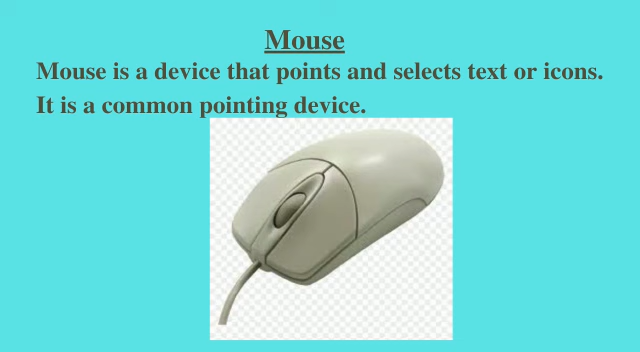 Mouse
Mouse is a device that points and selects text or icons.
It is a common pointing device.